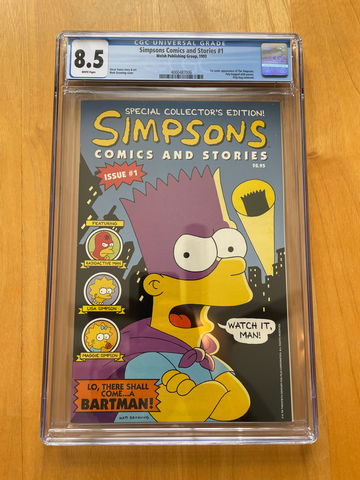 CGC UNIVERSAL GRADE
8.5
WHITE Pages
Simpsons Comics and Stories #1
Welsh Publishing Group, 1993
SPECIAL COLLECTOR'S EDITION!
SIMPSONS
COMICS AND STORIES
ISSUE #1
FEATURING
RADIOACTIVE MAN
LISA SIMPSON
MAGGIE SIMPSON
WATCH IT,
MAN!
LO, THERE SHALL
COME...A
BARTMAN!
MATT GROENING